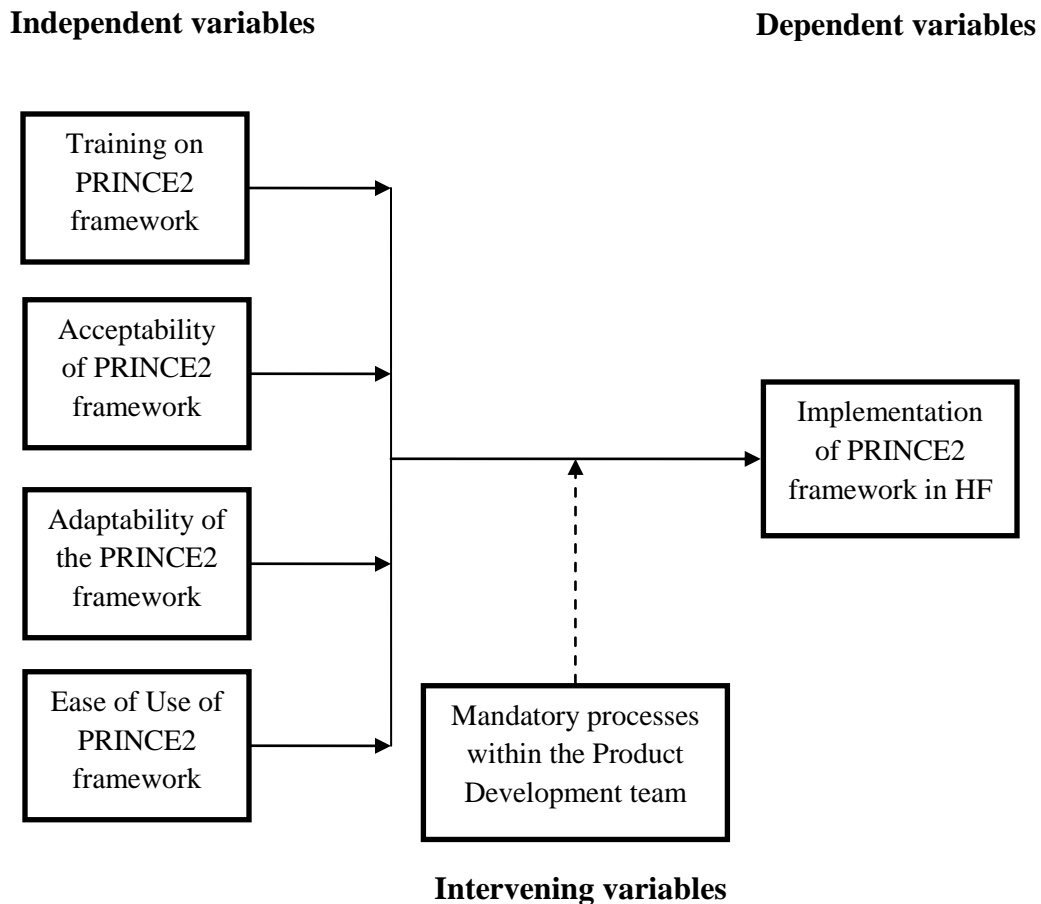 Independent variables
Dependent variables
Training on
PRINCE2
framework
Acceptability
of PRINCE2
framework
Adaptability of
the PRINCE2
framework
Ease of Use of
PRINCE2
framework
Implementation
of PRINCE2
framework in HF
Mandatory processes
within the Product
Development team
Intervening variables